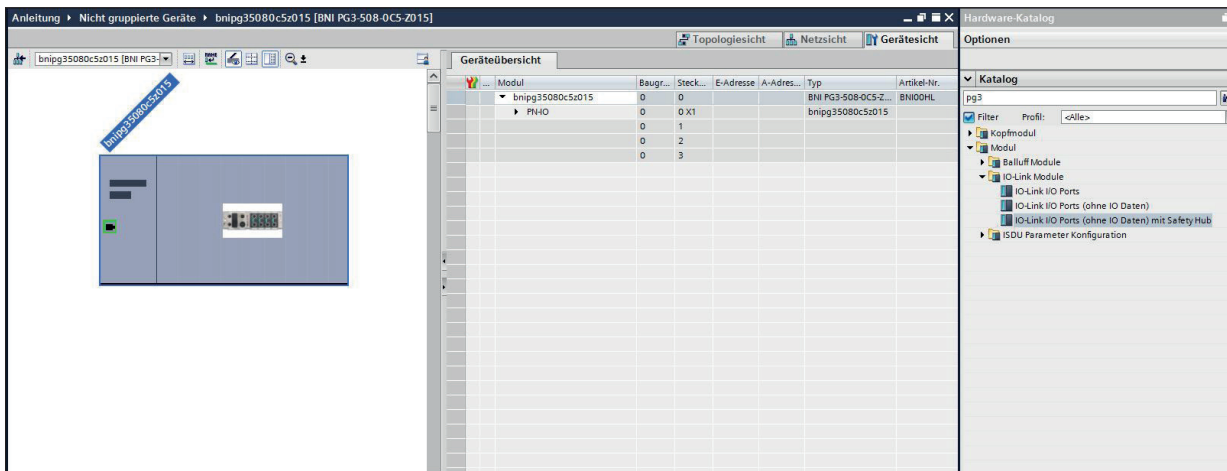 Anleitung ▸ Nicht gruppierte Geräte ▸ bnipg35080c5z015 [BNI PG3-508-0C5-Z015]
Topologiesicht Netzsicht Gerätesicht
bnipg35080c5z015 [BNI PG3-
bnipg35080c5z015
Geräteübersicht
... Modul Baugr... Steck... E-Adresse A-Adres... Typ Artikel-Nr.
bnipg35080c5z015 0 0 BNI PG3-508-0C5-Z... BNI00HL
PN-IO 0 0 X1 bnipg35080c5z015
0 1
0 2
0 3
Hardware-Katalog
Optionen
Katalog
pg3
Filter Profil: <Alle>
Kopfmodul
Modul
Balluff Module
IO-Link Module
IO-Link I/O Ports
IO-Link I/O Ports (ohne IO Daten)
IO-Link I/O Ports (ohne IO Daten) mit Safety Hub
ISDU Parameter Konfiguration